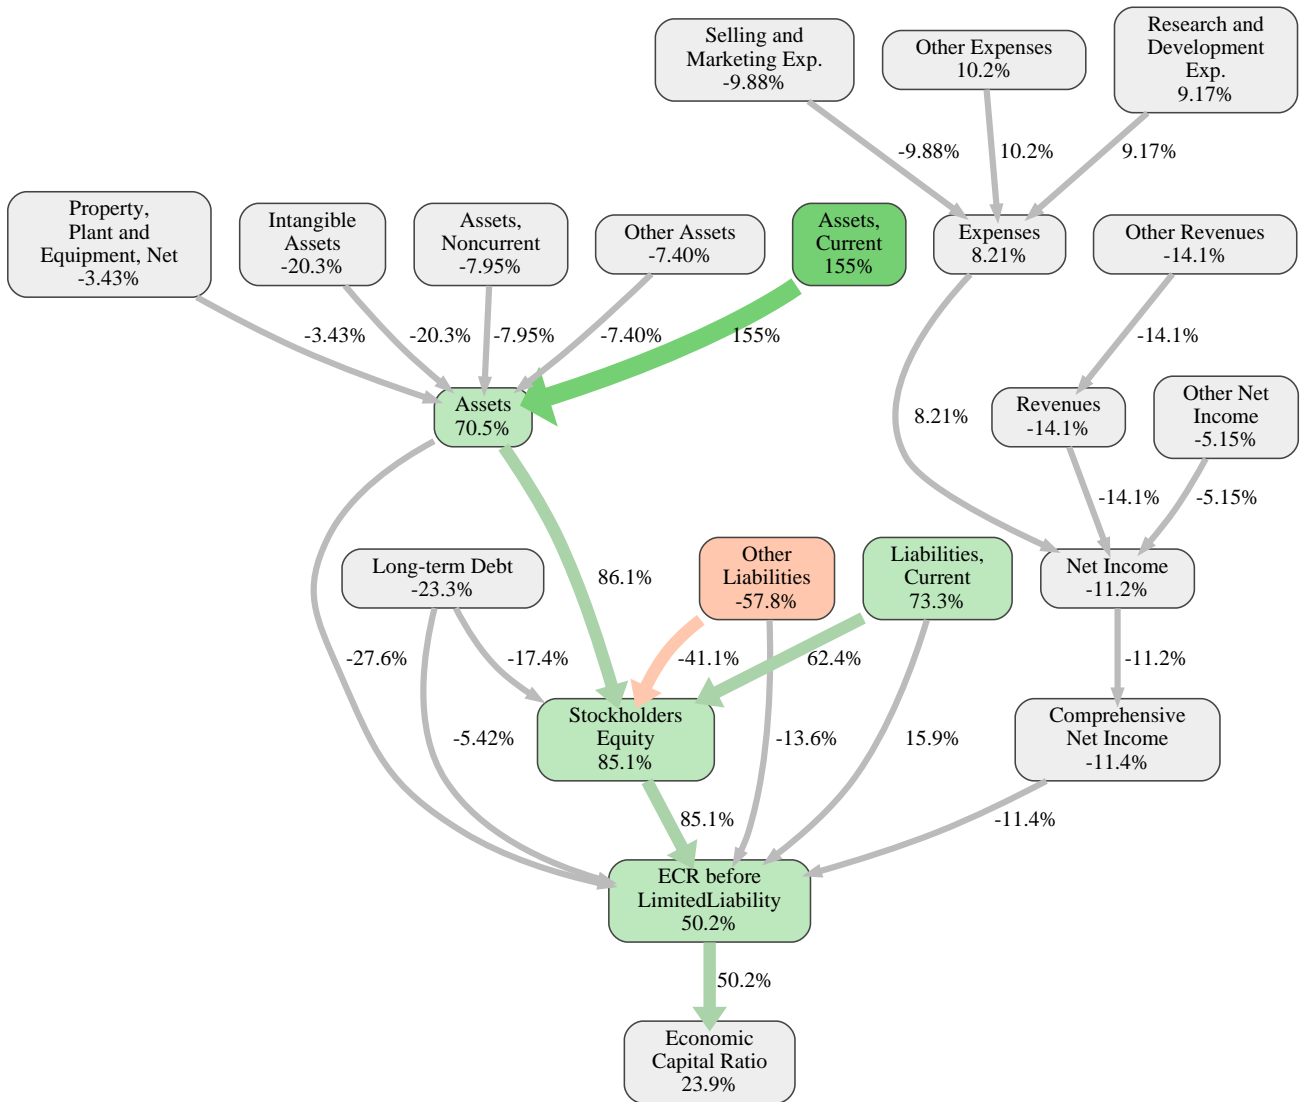 Selling and
Marketing Exp.
-9.88%
Other Expenses
10.2%
Research and
Development
Exp.
9.17%
-9.88%
10.2%
9.17%
Property,
Plant and
Equipment, Net
-3.43%
Intangible
Assets
-20.3%
Assets,
Noncurrent
-7.95%
Other Assets
-7.40%
Assets,
Current
155%
Expenses
8.21%
Other Revenues
-14.1%
-3.43%
-20.3%
-7.95%
-7.40%
155%
-14.1%
Assets
70.5%
8.21%
Revenues
-14.1%
Other Net
Income
-5.15%
-14.1%
-5.15%
Long-term Debt
-23.3%
86.1%
Other
Liabilities
-57.8%
Liabilities,
Current
73.3%
Net Income
-11.2%
-27.6%
-17.4%
-41.1%
62.4%
-11.2%
-5.42%
Stockholders
Equity
85.1%
-13.6%
15.9%
Comprehensive
Net Income
-11.4%
85.1%
-11.4%
ECR before
LimitedLiability
50.2%
50.2%
Economic
Capital Ratio
23.9%